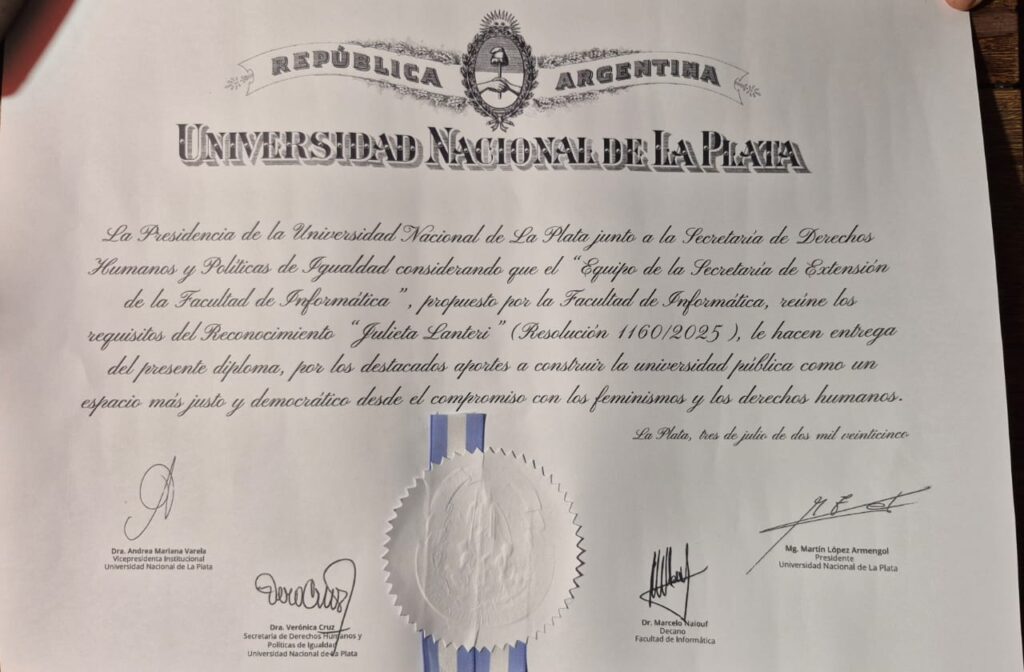 REPÚBLICA ARGENTINA
UNIVERSIDAD NACIONAL DE LA PLATA
La Presidencia de la Universidad Nacional de La Plata junto a la Secretaría de Derechos
Humanos y Políticas de Igualdad considerando que el "Equipo de la Secretaría de Extensión
de la Facultad de Informática", propuesto por la Facultad de Informática, reúne los
requisitos del Reconocimiento "Julieta Lanteri" (Resolución 1160/2025), le hacen entrega
del presente diploma, por los destacados aportes a construir la universidad pública como un
espacio más justo y democrático desde el compromiso con los feminismos y los derechos humanos.
La Plata, tres de julio de dos mil veinticinco
Dra. Andrea Mariana Varela
Vicepresidenta Institucional
Universidad Nacional de La Plata
Dra. Verónica Cruz
Secretaria de Derechos Humanos y
Políticas de Igualdad
Universidad Nacional de La Plata
Dr. Marcelo Naiouf
Decano
Facultad de Informática
Mg. Martín López Armengol
Presidente
Universidad Nacional de La Plata